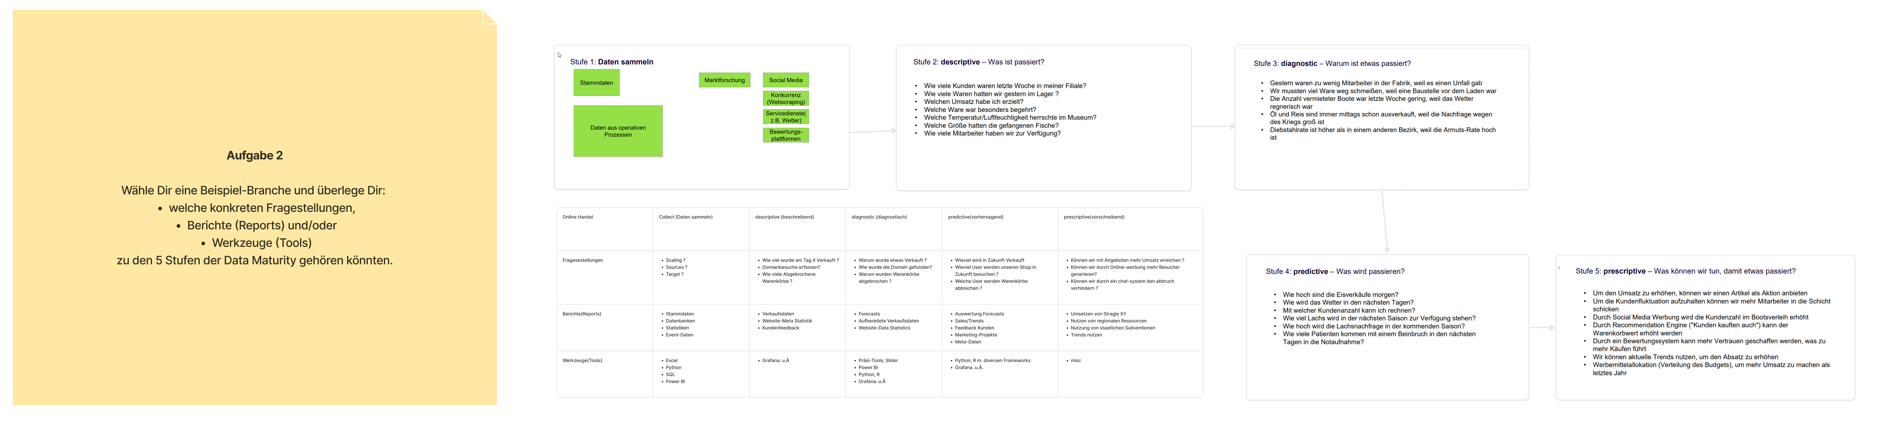 Aufgabe 2
Wähle Dir eine Beispiel-Branche und überlege Dir:
• welche konkreten Fragestellungen,
• Berichte (Reports) und/oder
• Werkzeuge (Tools)
zu den 5 Stufen der Data Maturity gehören könnten.
Stufe 1: Daten sammeln
Stammdaten
Marktforschung
Social Media
Konkurrenz
(Webscraping)
Servicedienste(
z.B. Wetter)
Bewertungs-
plattformen
Daten aus operativen
Prozessen
Stufe 2: descriptive – Was ist passiert?
• Wie viele Kunden waren letzte Woche in meiner Filiale?
• Wie viele Waren hatten wir gestern im Lager ?
• Welchen Umsatz habe ich erzielt?
• Welche Ware war besonders begehrt?
• Welche Temperatur/Luftfeuchtigkeit herrschte im Museum?
• Welche Größe hatten die gefangenen Fische?
• Wie viele Mitarbeiter haben wir zur Verfügung?
Stufe 3: diagnostic – Warum ist etwas passiert?
• Gestern waren zu wenig Mitarbeiter in der Fabrik, weil es einen Unfall gab
• Wir mussten viel Ware weg schmeißen, weil eine Baustelle vor dem Laden war
• Die Anzahl vermieteter Boote war letzte Woche gering, weil das Wetter
regnerisch war
• Öl und Reis sind immer mittags schon ausverkauft, weil die Nachfrage wegen
des Kriegs groß ist
• Diebstahlrate ist höher als in einem anderen Bezirk, weil die Armuts-Rate hoch
ist
Online Handel
Collect (Daten sammeln)
descriptive (beschreibend)
diagnostic (diagnostisch)
predictive(vorhersagend)
prescriptive(vorschreibend)
Fragesstellungen
• Scaling ?
• Sources ?
• Target ?
• Wie viel wurde am Tag X Verkauft ?
• Domianbesuche erfassen?
• Wie viele Abgebrochene
Warenkörbe ?
• Warum wurde etwas Verkauft ?
• Wie wurde die Domain gefunden?
• Warum wurden Warenkörbe
abgebrochen ?
• Wieviel wird in Zukunft Verkauft
• Wieviel User werden unseren Shop in
Zukunft besuchen ?
• Welche User werden Warenkörbe
abbrechen ?
• Können wir mit Angeboten mehr Umsatz erreichen ?
• Können wir durch Online-werbung mehr Besucher
generieren?
• Können wir durch ein chat-system den abbruch
verhindern ?
Berichte(Reports)
• Stammdaten
• Datenbanken
• Statistiken
• Event-Daten
• Verkaufsdaten
• Website-Meta Statistik
• Kundenfeedback
• Forecasts
• Aufbereitete Verkaufsdaten
• Website-Data Statistics
• Auswertung Forecasts
• Sales/Trends
• Feedback Kunden
• Marketing-Projekte
• Meta-Daten
• Umsetzen von Stragie XY
• Nutzen von regionalen Ressourcen
• Nutzung von staatlichen Subventionen
• Trends nutzen
Werkzeuge(Tools)
• Excel
• Python
• SQL
• Power BI
• Grafana. u.Ä
• Präsi-Tools, Slider
• Power BI
• Python, R
• Grafana. u.Ä
• Python, R m. diversen Frameworks
• Grafana. u.Ä.
• misc
Stufe 4: predictive – Was wird passieren?
• Wie hoch sind die Eisverkäufe morgen?
• Wie wird das Wetter in den nächsten Tagen?
• Mit welcher Kundenanzahl kann ich rechnen?
• Wie viel Lachs wird in der nächsten Saison zur Verfügung stehen?
• Wie hoch wird die Lachsnachfrage in der kommenden Saison?
• Wie viele Patienten kommen mit einem Beinbruch in den nächsten
Tagen in die Notaufnahme?
Stufe 5: prescriptive – Was können wir tun, damit etwas passiert?
• Um den Umsatz zu erhöhen, können wir einen Artikel als Aktion anbieten
• Um die Kundenfluktuation aufzuhalten können wir mehr Mitarbeiter in die Schicht
schicken
• Durch Social Media Werbung wird die Kundenzahl im Bootsverleih erhöht
• Durch Recommendation Engine ("Kunden kauften auch") kann der
Warenkorbwert erhöht werden
• Durch ein Bewertungssystem kann mehr Vertrauen geschaffen werden, was zu
mehr Käufen führt
• Wir können aktuelle Trends nutzen, um den Absatz zu erhöhen
• Werbemittelallokation (Verteilung des Budgets), um mehr Umsatz zu machen als
letztes Jahr